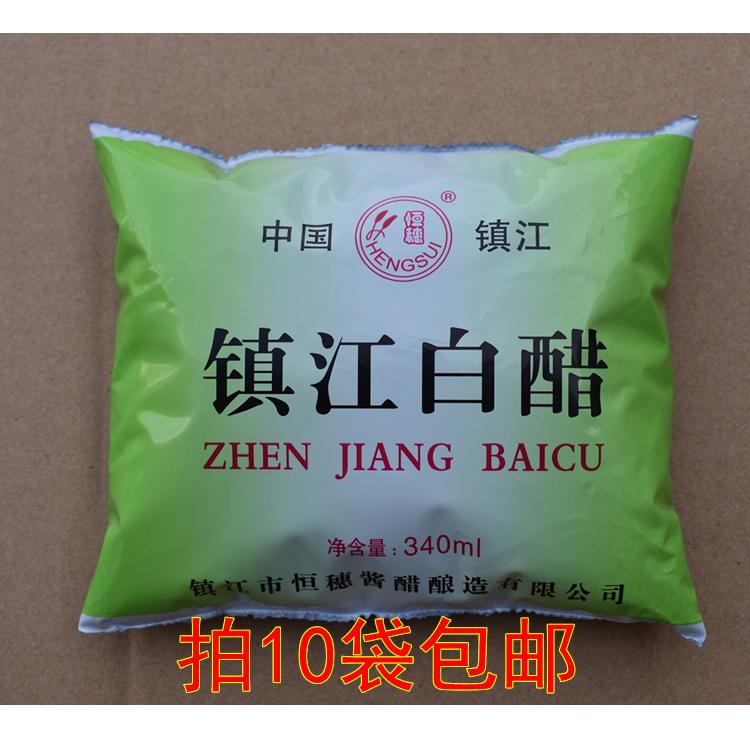 中国 恒穗 HENGSUI ® 镇江
镇江白醋
ZHEN JIANG BAICU
净含量:340ml
镇江市恒穗酱醋酿造有限公司
拍10袋包邮